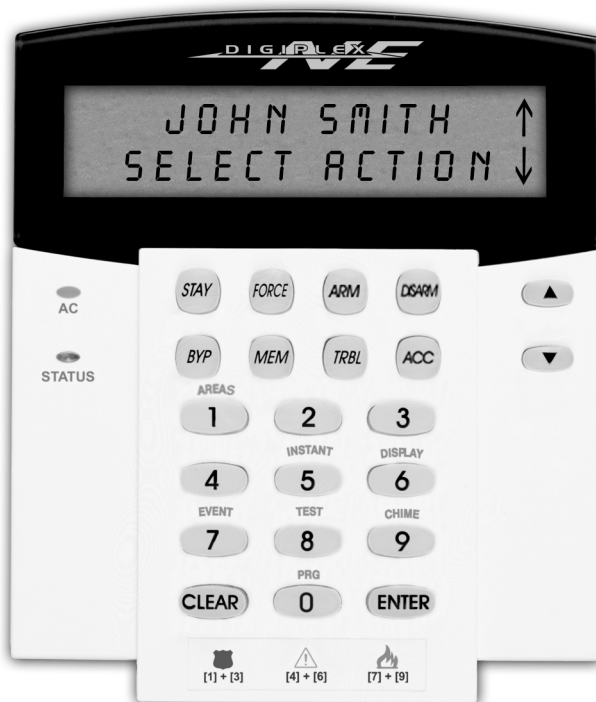 DIGIPLEX NE
JOHN SMITH ↑
SELECT ACTION ↓
STAY FORCE ARM DISARM
AC
BYP MEM TRBL ACC
STATUS
AREAS
1 2 3
INSTANT DISPLAY
4 5 6
EVENT TEST CHIME
7 8 9
PRG
CLEAR 0 ENTER
[1] + [3] [4] + [6] [7] + [9]